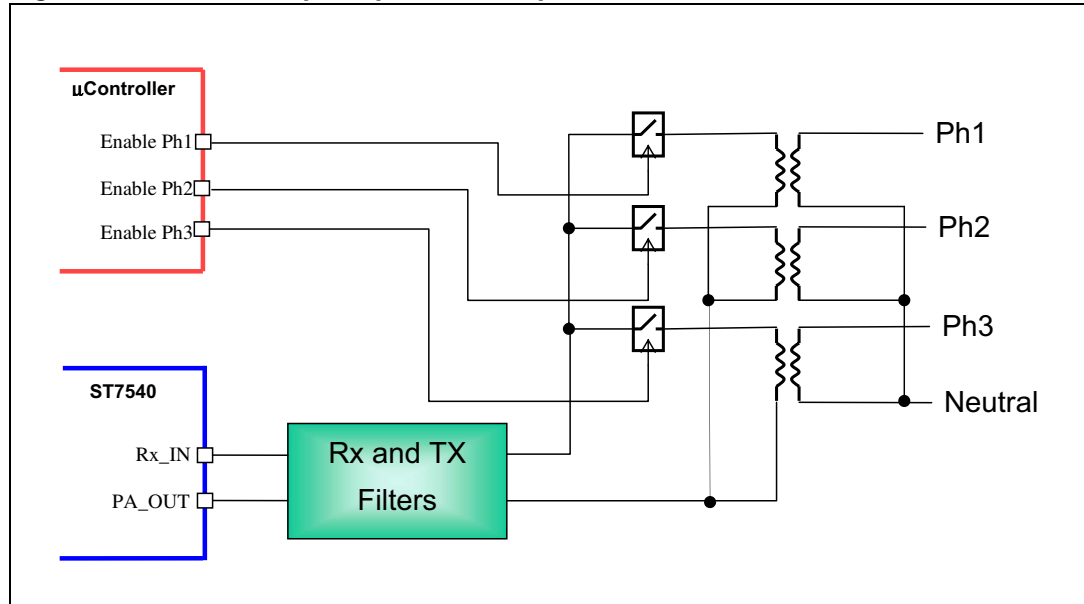 μController
Enable Ph1
Enable Ph2
Enable Ph3
Ph1
Ph2
Ph3
Neutral
ST7540
Rx_IN
PA_OUT
Rx and TX
Filters